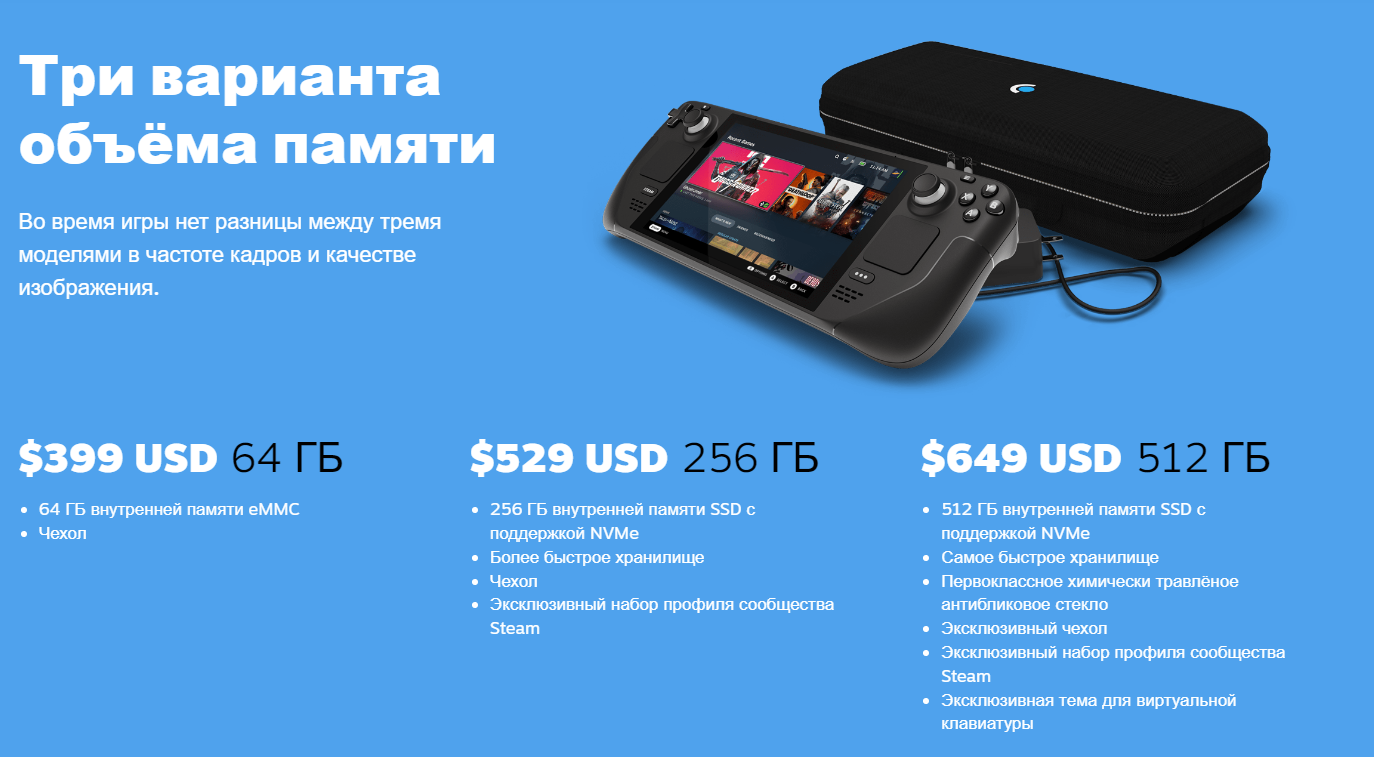 Три варианта
объёма памяти
Во время игры нет разницы между тремя
моделями в частоте кадров и качестве
изображения.
$399 USD 64 ГБ
64 ГБ внутренней памяти eMMC
Чехол
$529 USD 256 ГБ
256 ГБ внутренней памяти SSD с
поддержкой NVMe
Более быстрое хранилище
Чехол
Эксклюзивный набор профиля сообщества
Steam
$649 USD 512 ГБ
512 ГБ внутренней памяти SSD с
поддержкой NVMe
Самое быстрое хранилище
Первоклассное химически травлёное
антибликовое стекло
Эксклюзивный чехол
Эксклюзивный набор профиля сообщества
Steam
Эксклюзивная тема для виртуальной
клавиатуры